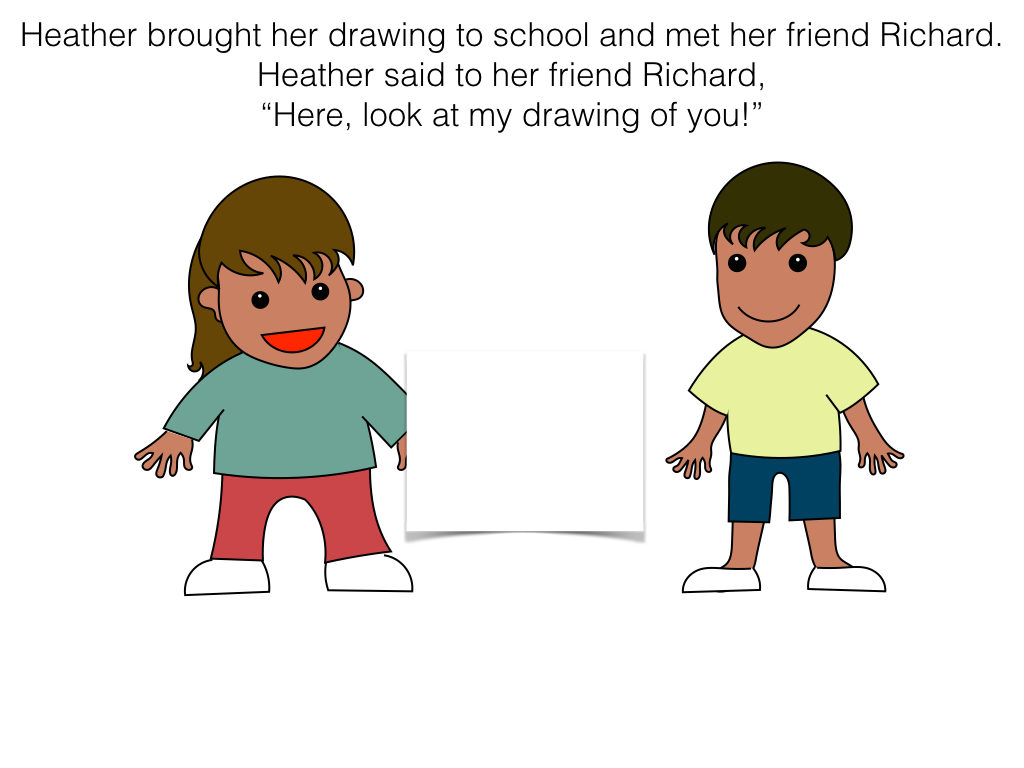 Heather brought her drawing to school and met her friend Richard.
Heather said to her friend Richard,
“Here, look at my drawing of you!”